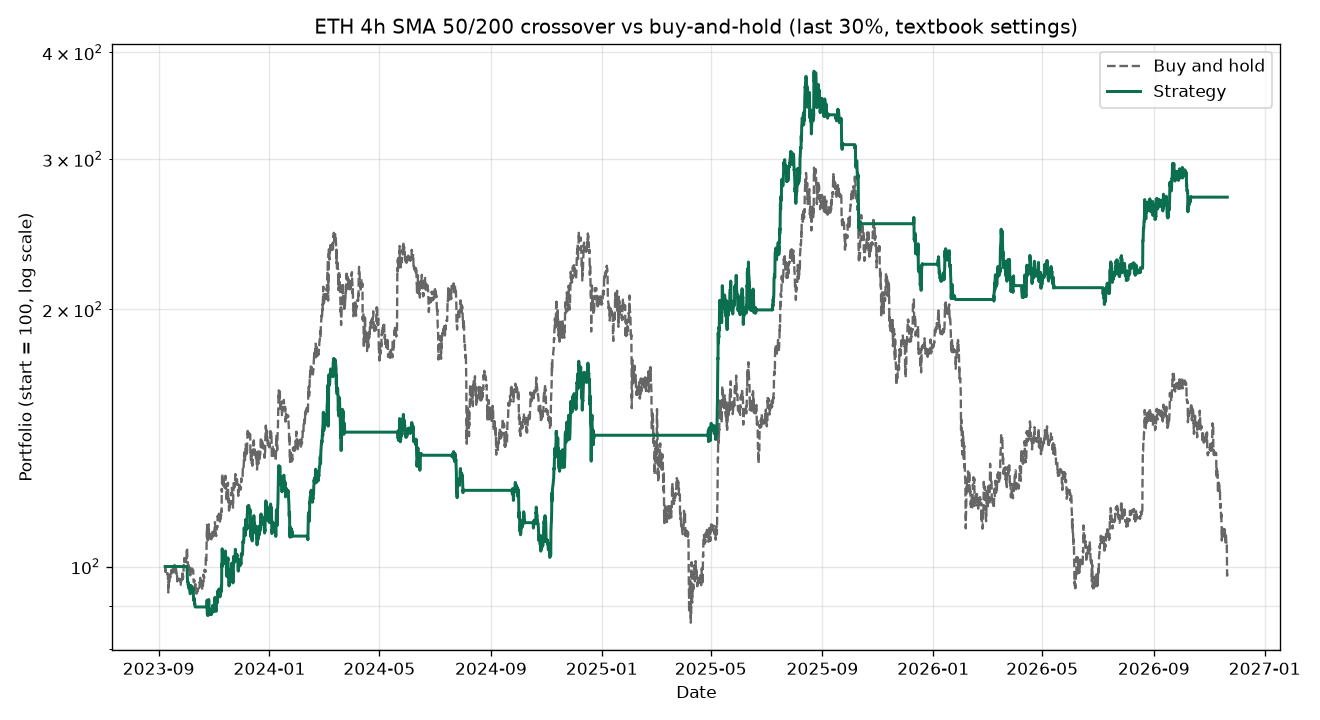 ETH 4h SMA 50/200 crossover vs buy-and-hold (last 30%, textbook settings)
Buy and hold
Strategy
Portfolio (start = 100, log scale)
4 × 10²
3 × 10²
2 × 10²
10²
2023-09
2024-01
2024-05
2024-09
2025-01
2025-05
2025-09
2026-01
2026-05
2026-09
2027-01
Date